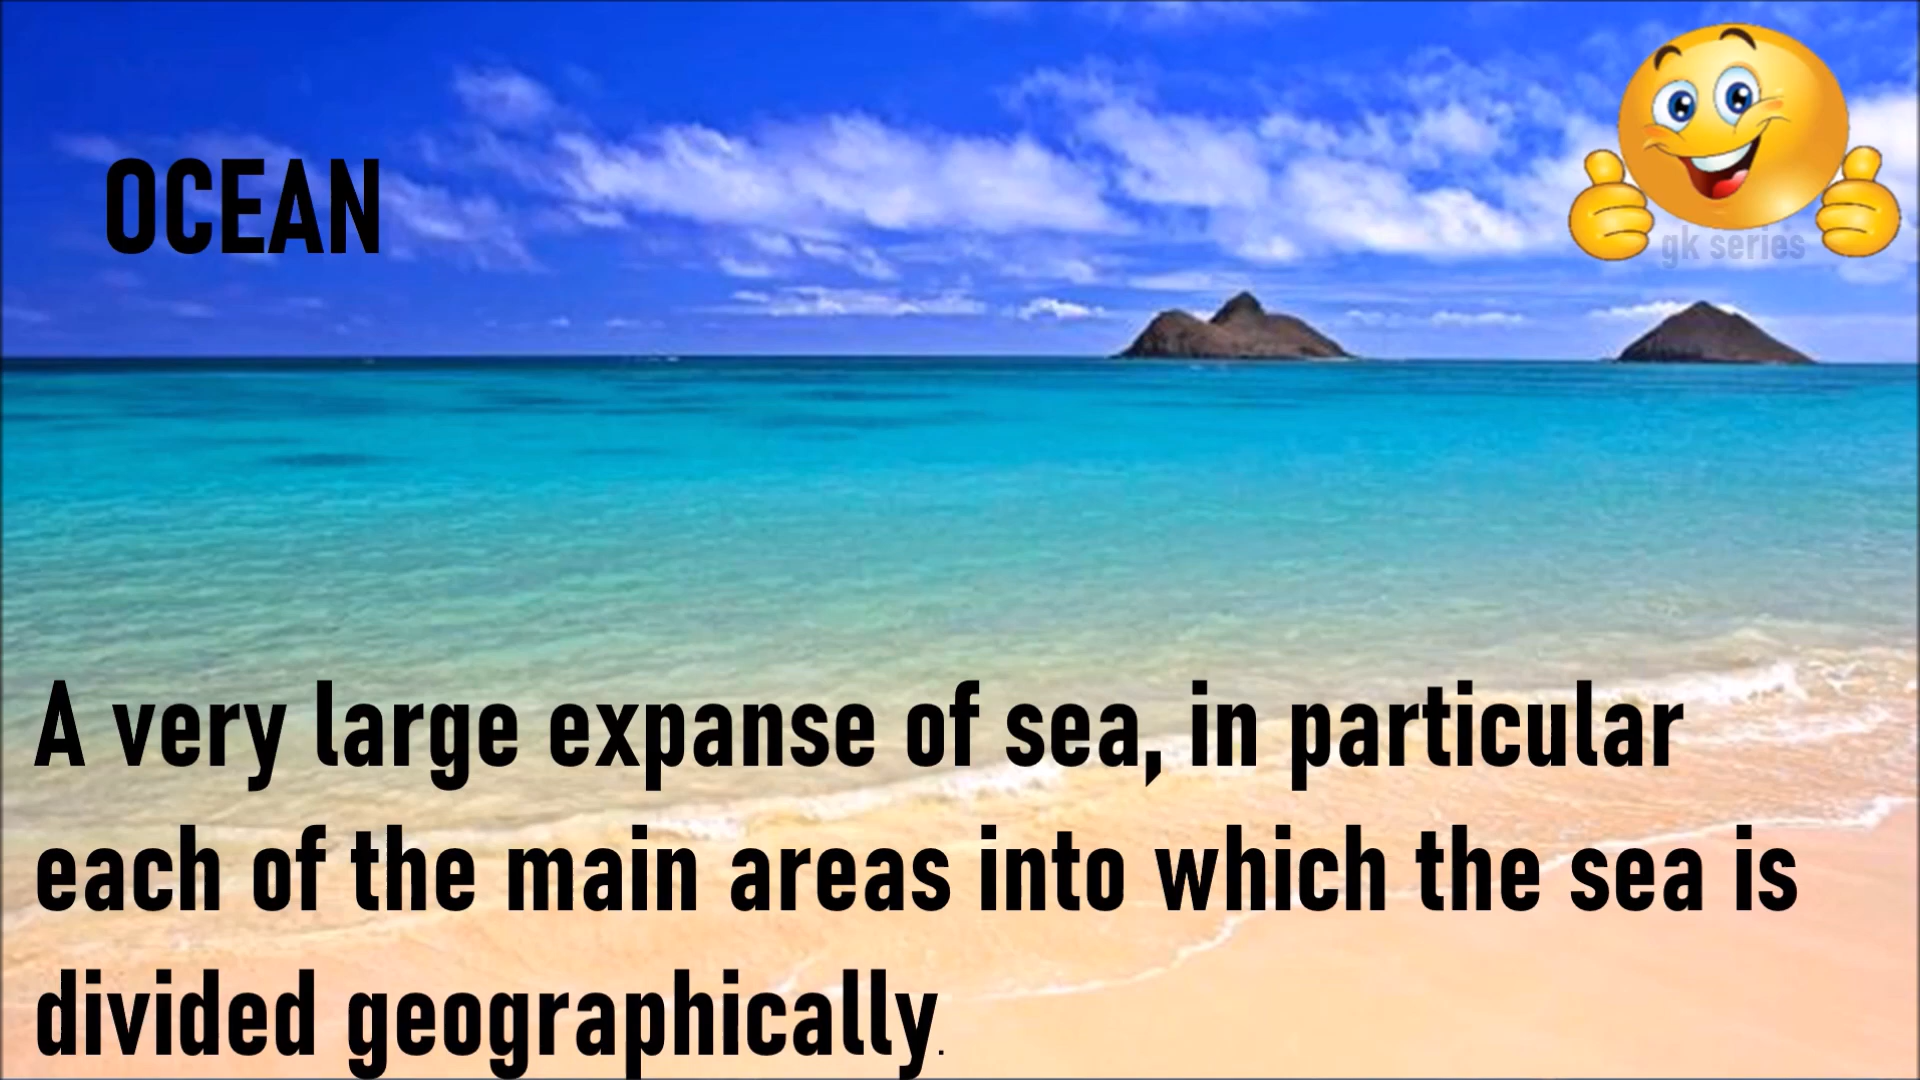 OCEAN
gk series
A very large expanse of sea, in particular
each of the main areas into which the sea is
divided geographically.